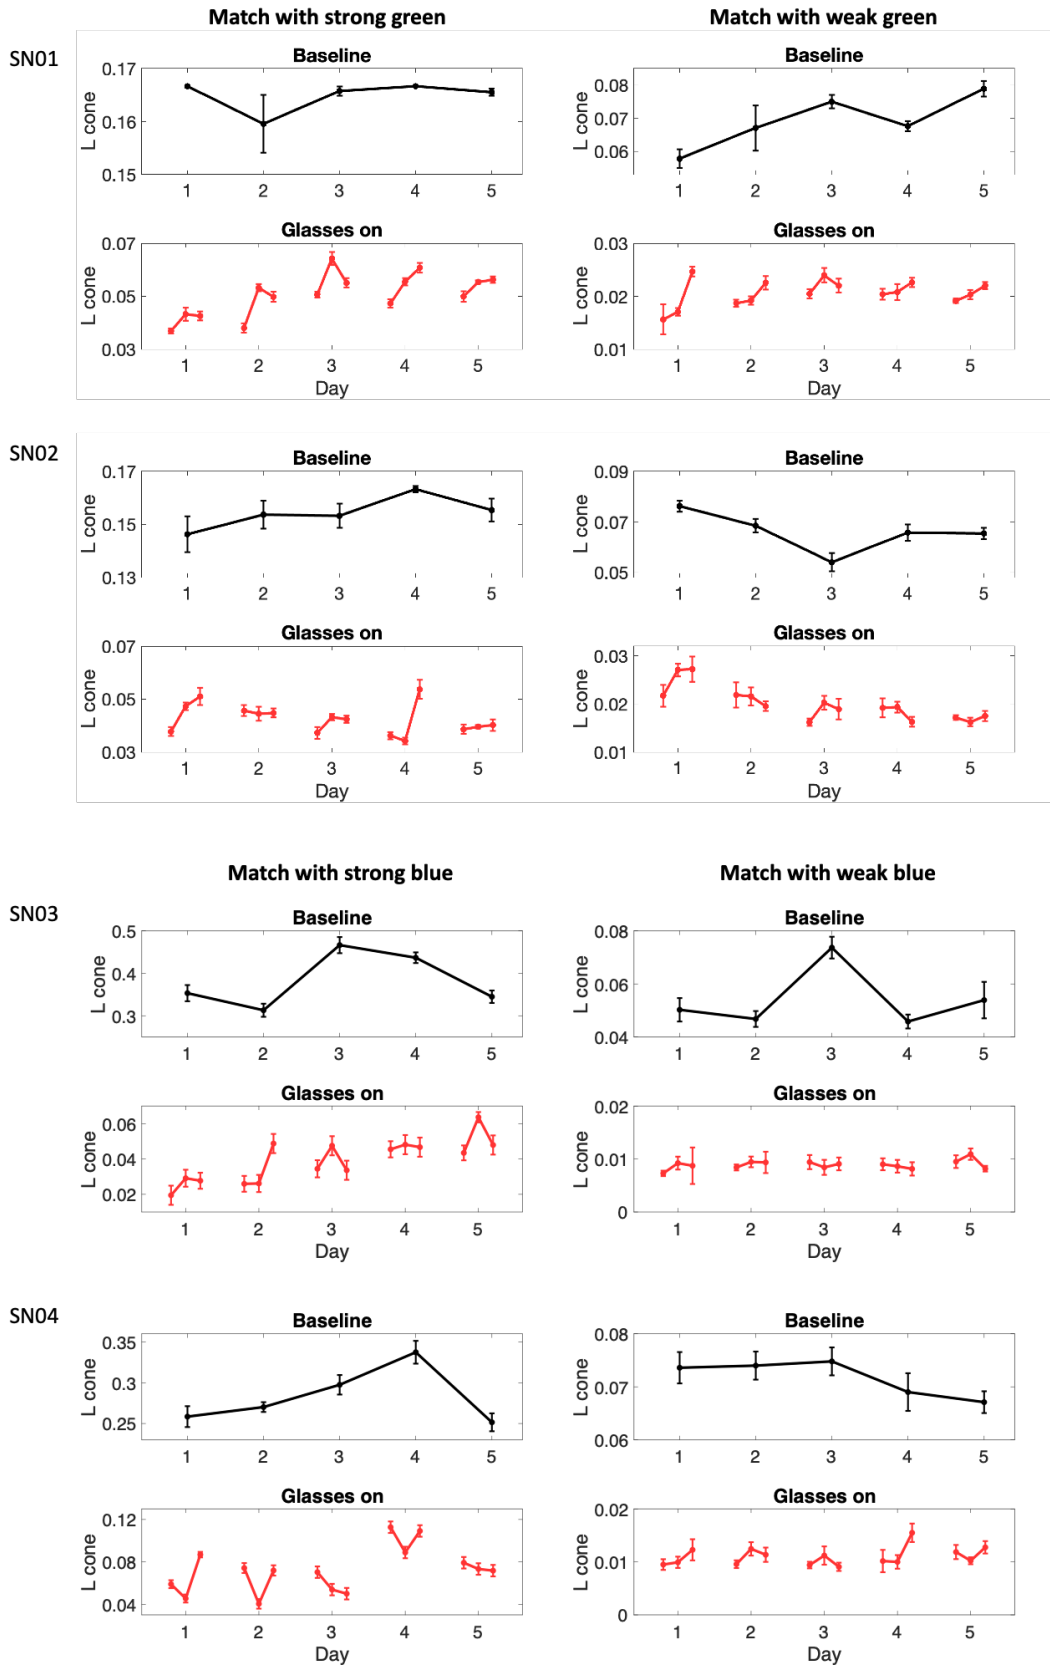 Match with strong green Match with weak green
SN01
Baseline Baseline
0.17
0.16
0.15
L cone
1 2 3 4 5
0.08
0.07
0.06
L cone
1 2 3 4 5
Glasses on Glasses on
0.07
0.05
0.03
L cone
1 2 3 4 5
Day
0.03
0.02
0.01
L cone
1 2 3 4 5
Day
SN02
Baseline Baseline
0.17
0.15
0.13
L cone
1 2 3 4 5
0.09
0.07
0.05
L cone
1 2 3 4 5
Glasses on Glasses on
0.07
0.05
0.03
L cone
1 2 3 4 5
Day
0.03
0.02
0.01
L cone
1 2 3 4 5
Day
Match with strong blue Match with weak blue
SN03
Baseline Baseline
0.5
0.4
0.3
L cone
1 2 3 4 5
0.08
0.06
0.04
L cone
1 2 3 4 5
Glasses on Glasses on
0.06
0.04
0.02
L cone
1 2 3 4 5
Day
0.02
0.01
0
L cone
1 2 3 4 5
Day
SN04
Baseline Baseline
0.35
0.3
0.25
L cone
1 2 3 4 5
0.08
0.07
0.06
L cone
1 2 3 4 5
Glasses on Glasses on
0.12
0.08
0.04
L cone
1 2 3 4 5
Day
0.02
0.01
0
L cone
1 2 3 4 5
Day